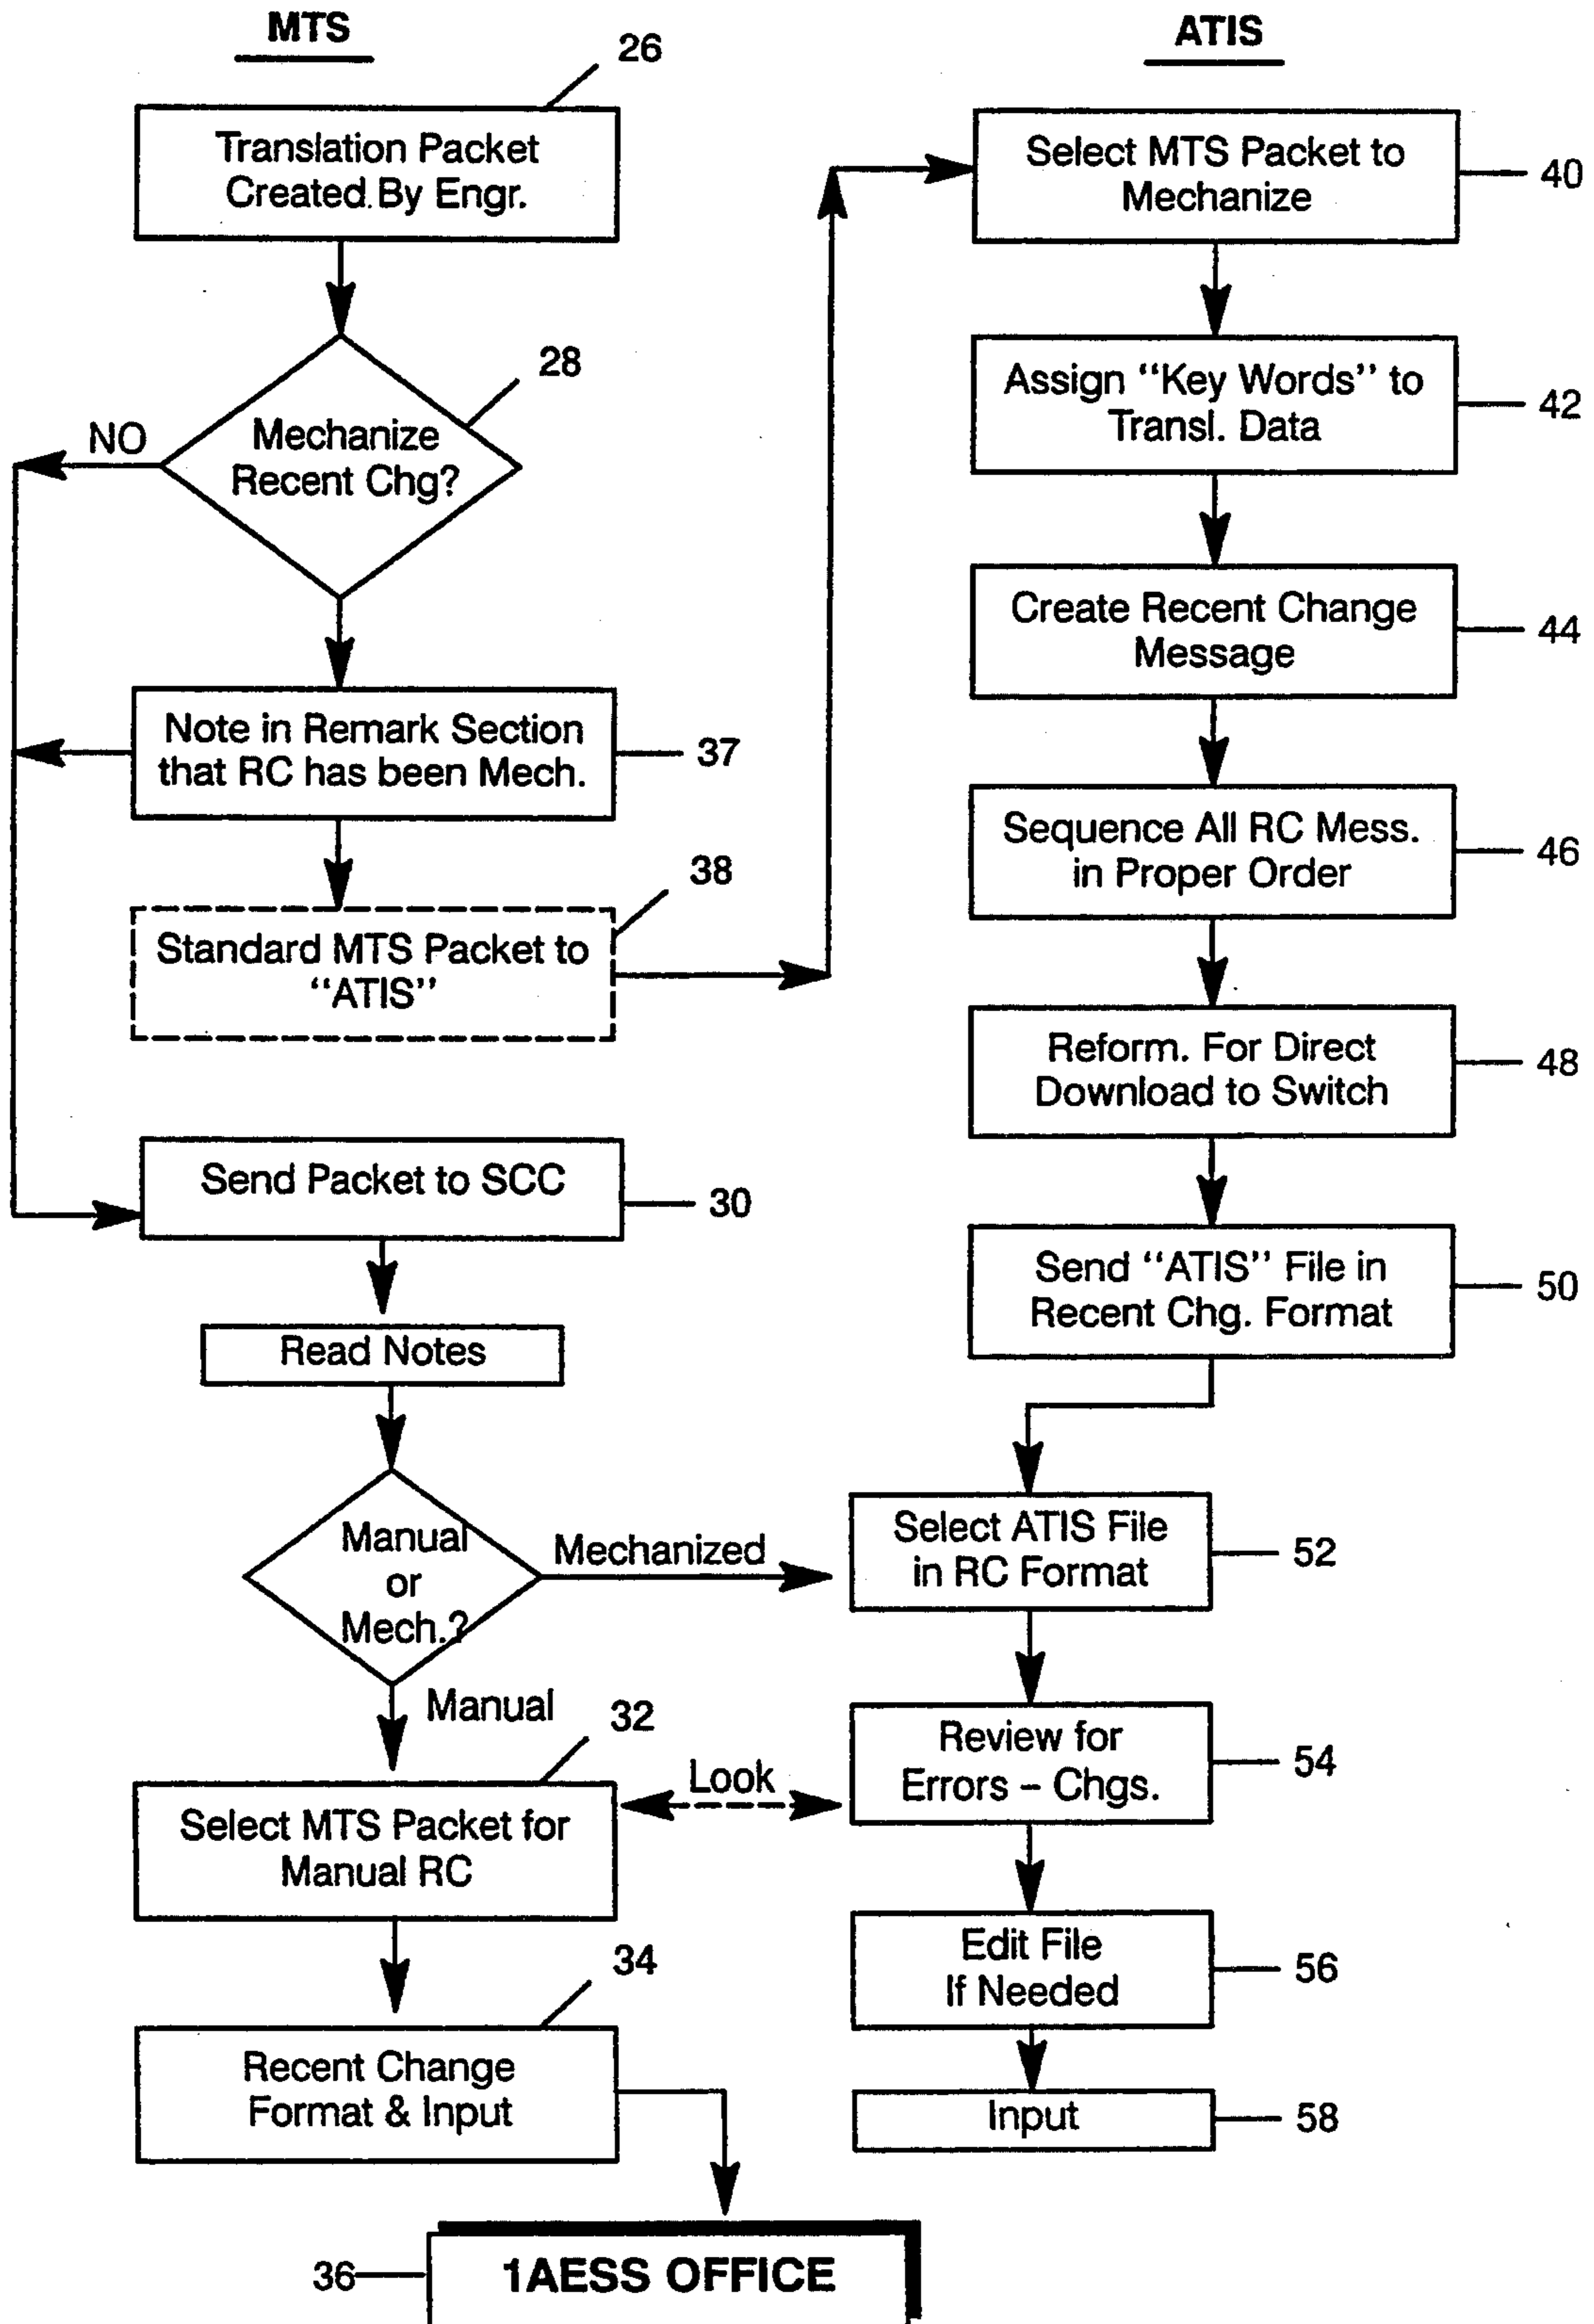 MTS
26
Translation Packet
Created By Engr.
28
NO
Mechanize
Recent Chg?
Note in Remark Section
that RC has been Mech.
37
38
Standard MTS Packet to
“ATIS”
Send Packet to SCC
30
Read Notes
Manual
or
Mech.?
Mechanized
Manual
32
Look
Select MTS Packet for
Manual RC
34
Recent Change
Format & Input
36
1AESS OFFICE
ATIS
Select MTS Packet to
Mechanize
40
Assign “Key Words” to
Transl. Data
42
Create Recent Change
Message
44
Sequence All RC Mess.
in Proper Order
46
Reform. For Direct
Download to Switch
48
Send “ATIS” File in
Recent Chg. Format
50
Select ATIS File
in RC Format
52
Review for
Errors – Chgs.
54
Edit File
If Needed
56
Input
58